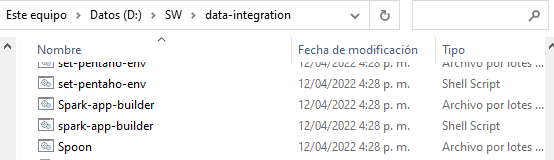 Este equipo > Datos (D:) > SW > data-integration
Nombre Fecha de modificación Tipo
set-pentaho-env 12/04/2022 4:28 p. m. Archivo por lotes ...
set-pentaho-env 12/04/2022 4:28 p. m. Shell Script
Spark-app-builder 12/04/2022 4:28 p. m. Archivo por lotes ...
spark-app-builder 12/04/2022 4:28 p. m. Shell Script
Spoon 12/04/2022 4:28 p. m. Archivo por lotes ...